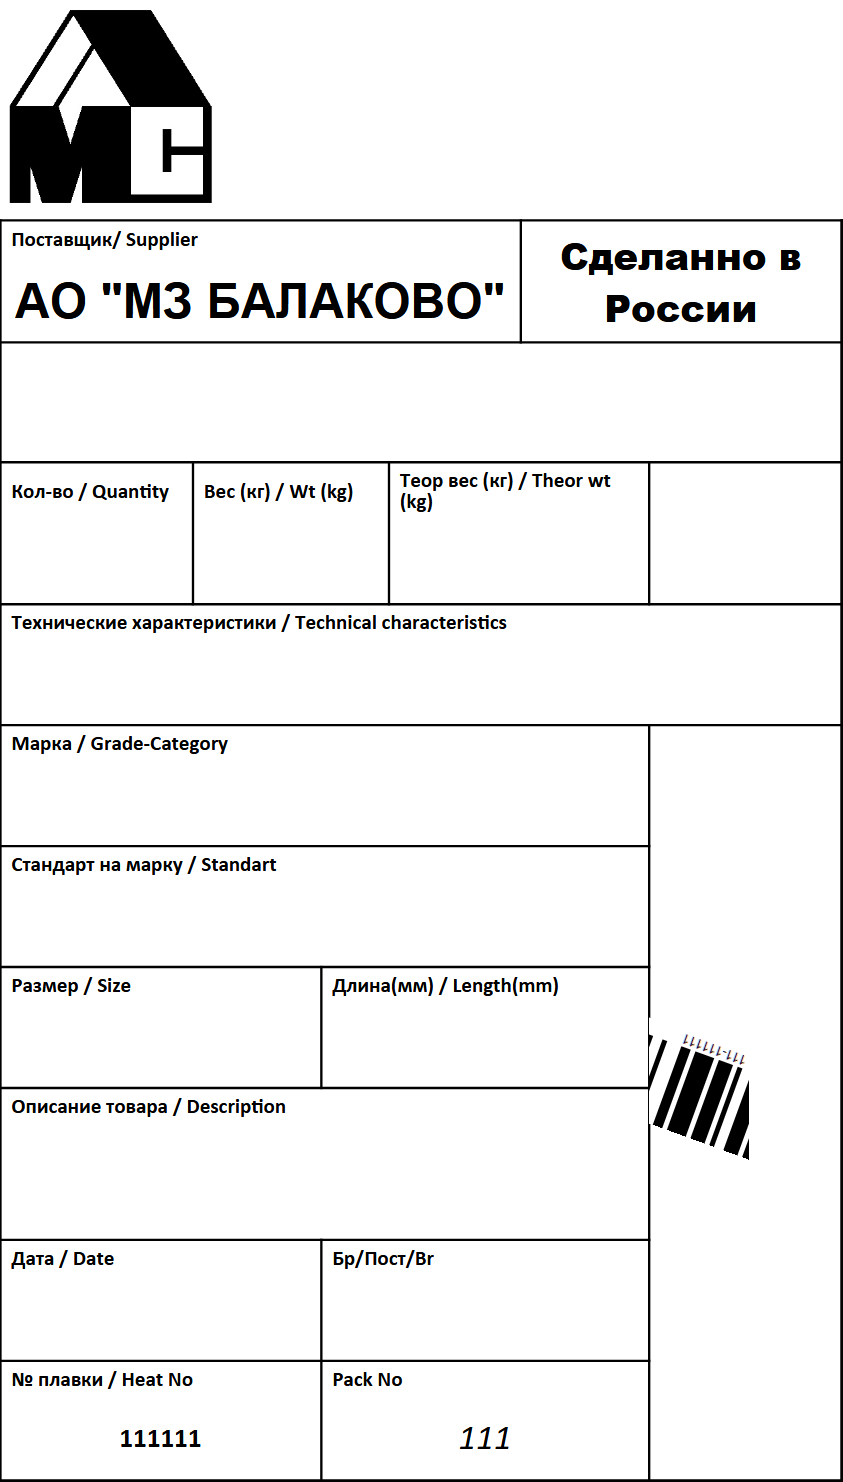 МС
Поставщик/ Supplier
АО "МЗ БАЛАКОВО"
Сделанно в
России
Кол-во / Quantity
Вес (кг) / Wt (kg)
Теор вес (кг) / Theor wt
(kg)
Технические характеристики / Technical characteristics
Марка / Grade-Category
Стандарт на марку / Standart
Размер / Size
Длина(мм) / Length(mm)
111-111111
Описание товара / Description
Дата / Date
Бр/Пост/Br
№ плавки / Heat No
111111
Pack No
111